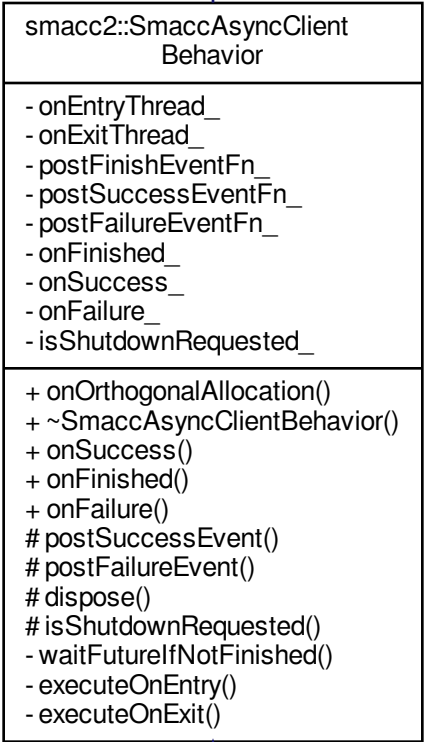 smacc2::SmaccAsyncClient
Behavior
- onEntryThread_
- onExitThread_
- postFinishEventFn_
- postSuccessEventFn_
- postFailureEventFn_
- onFinished_
- onSuccess_
- onFailure_
- isShutdownRequested_
+ onOrthogonalAllocation()
+ ~SmaccAsyncClientBehavior()
+ onSuccess()
+ onFinished()
+ onFailure()
# postSuccessEvent()
# postFailureEvent()
# dispose()
# isShutdownRequested()
- waitFutureIfNotFinished()
- executeOnEntry()
- executeOnExit()